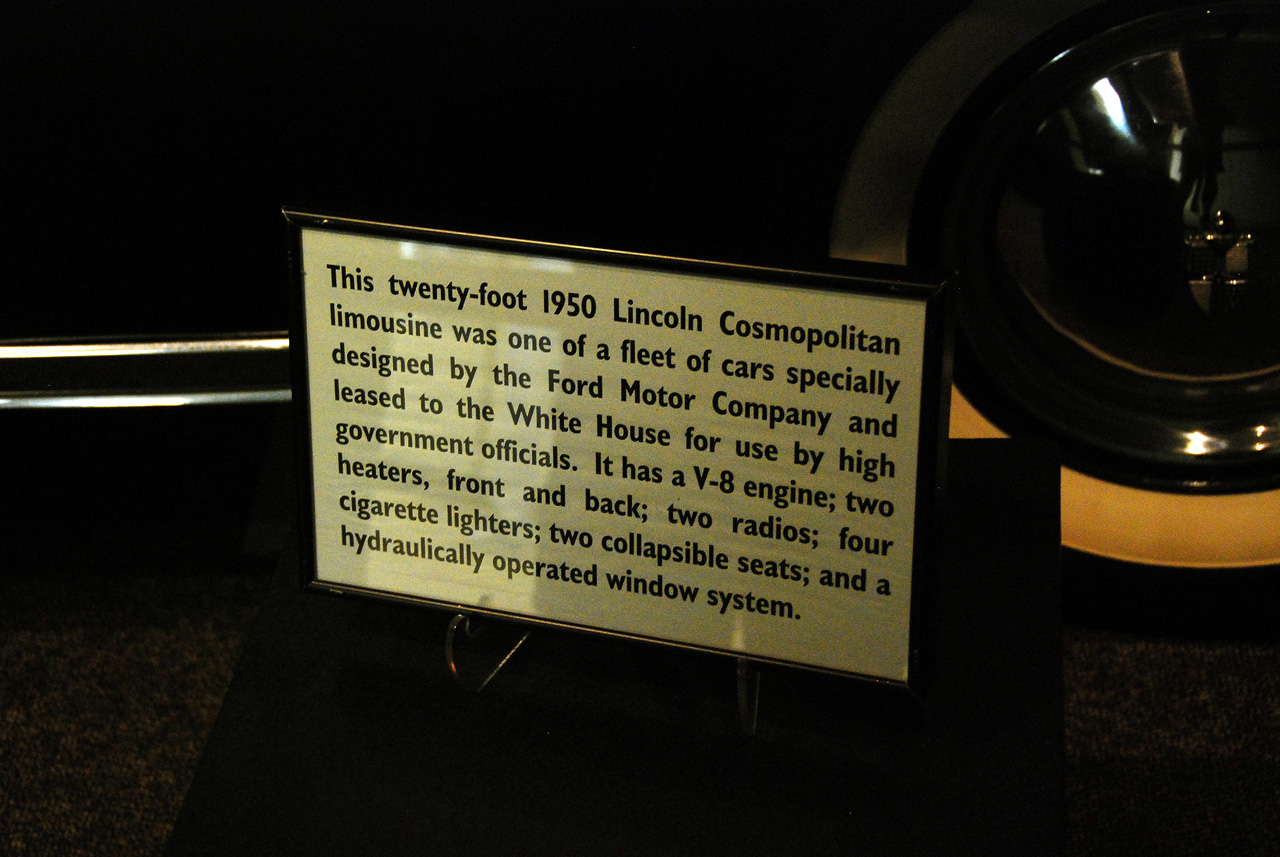 This twenty-foot 1950 Lincoln Cosmopolitan
limousine was one of a fleet of cars specially
designed by the Ford Motor Company and
leased to the White House for use by high
government officials. It has a V-8 engine; two
heaters, front and back; two radios; four
cigarette lighters; two collapsible seats; and a
hydraulically operated window system.